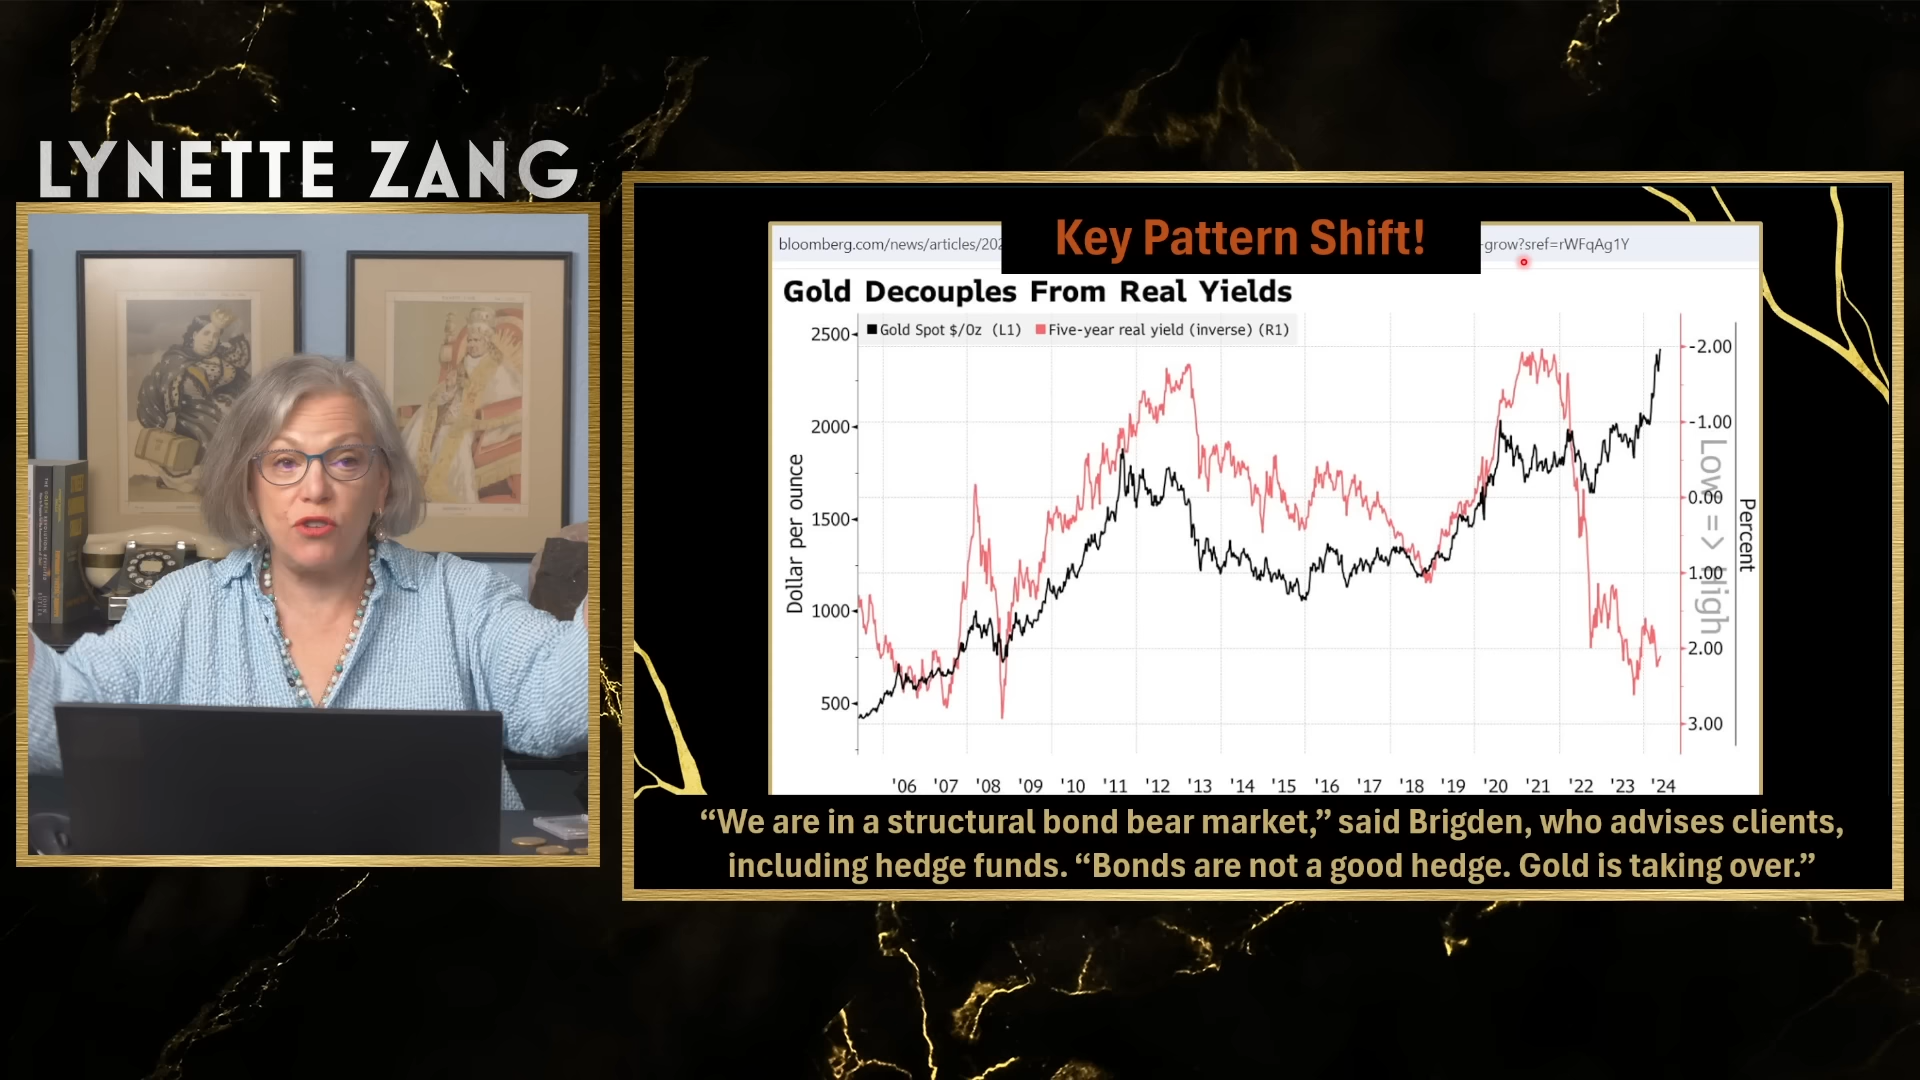 LYNETTE ZANG
Key Pattern Shift!
bloomberg.com/news/articles/202
-grow?sref=rWFqAg1Y
Gold Decouples From Real Yields
Gold Spot $/Oz (L1) Five-year real yield (inverse) (R1)
Dollar per ounce
2500
2000
1500
1000
500
-2.00
-1.00
0.00
1.00
2.00
3.00
Low => High
Percent
'06 '07 '08 '09 '10 '11 '12 '13 '14 '15 '16 '17 '18 '19 '20 '21 '22 '23 '24
“We are in a structural bond bear market,” said Brigden, who advises clients,
including hedge funds. “Bonds are not a good hedge. Gold is taking over.”